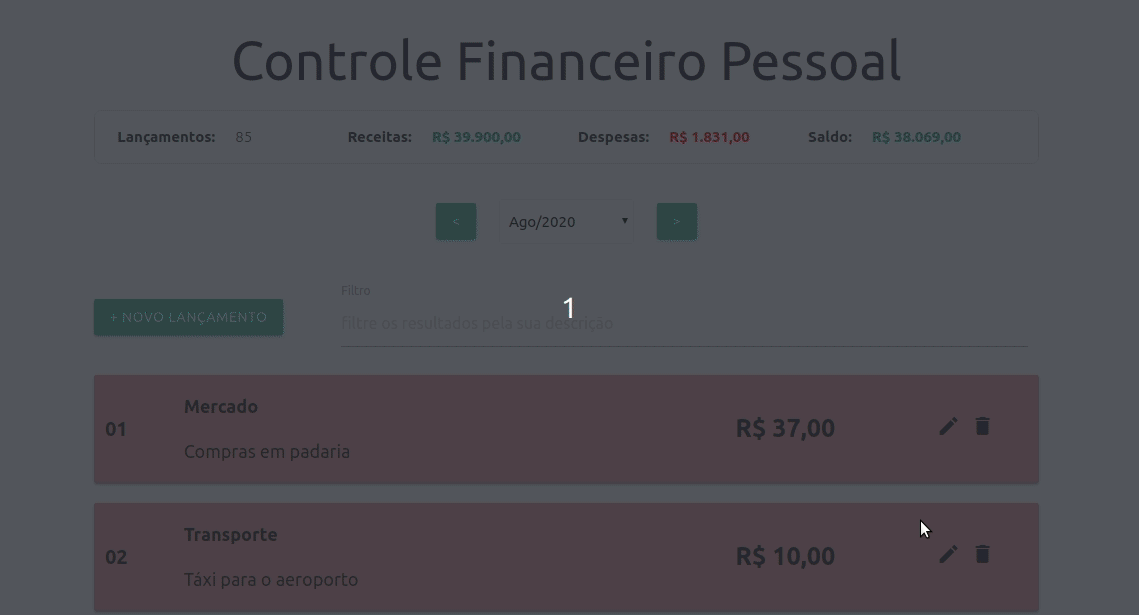 Controle Financeiro Pessoal
Lançamentos: 85 Receitas: R$ 39.900,00 Despesas: R$ 1.831,00 Saldo: R$ 38.069,00
< Ago/2020 >
Filtro
1
+ NOVO LANÇAMENTO Filtre os resultados pela sua descrição
Mercado
01 R$ 37,00
Compras em padaria
Transporte
02 R$ 10,00
Táxi para o aeroporto